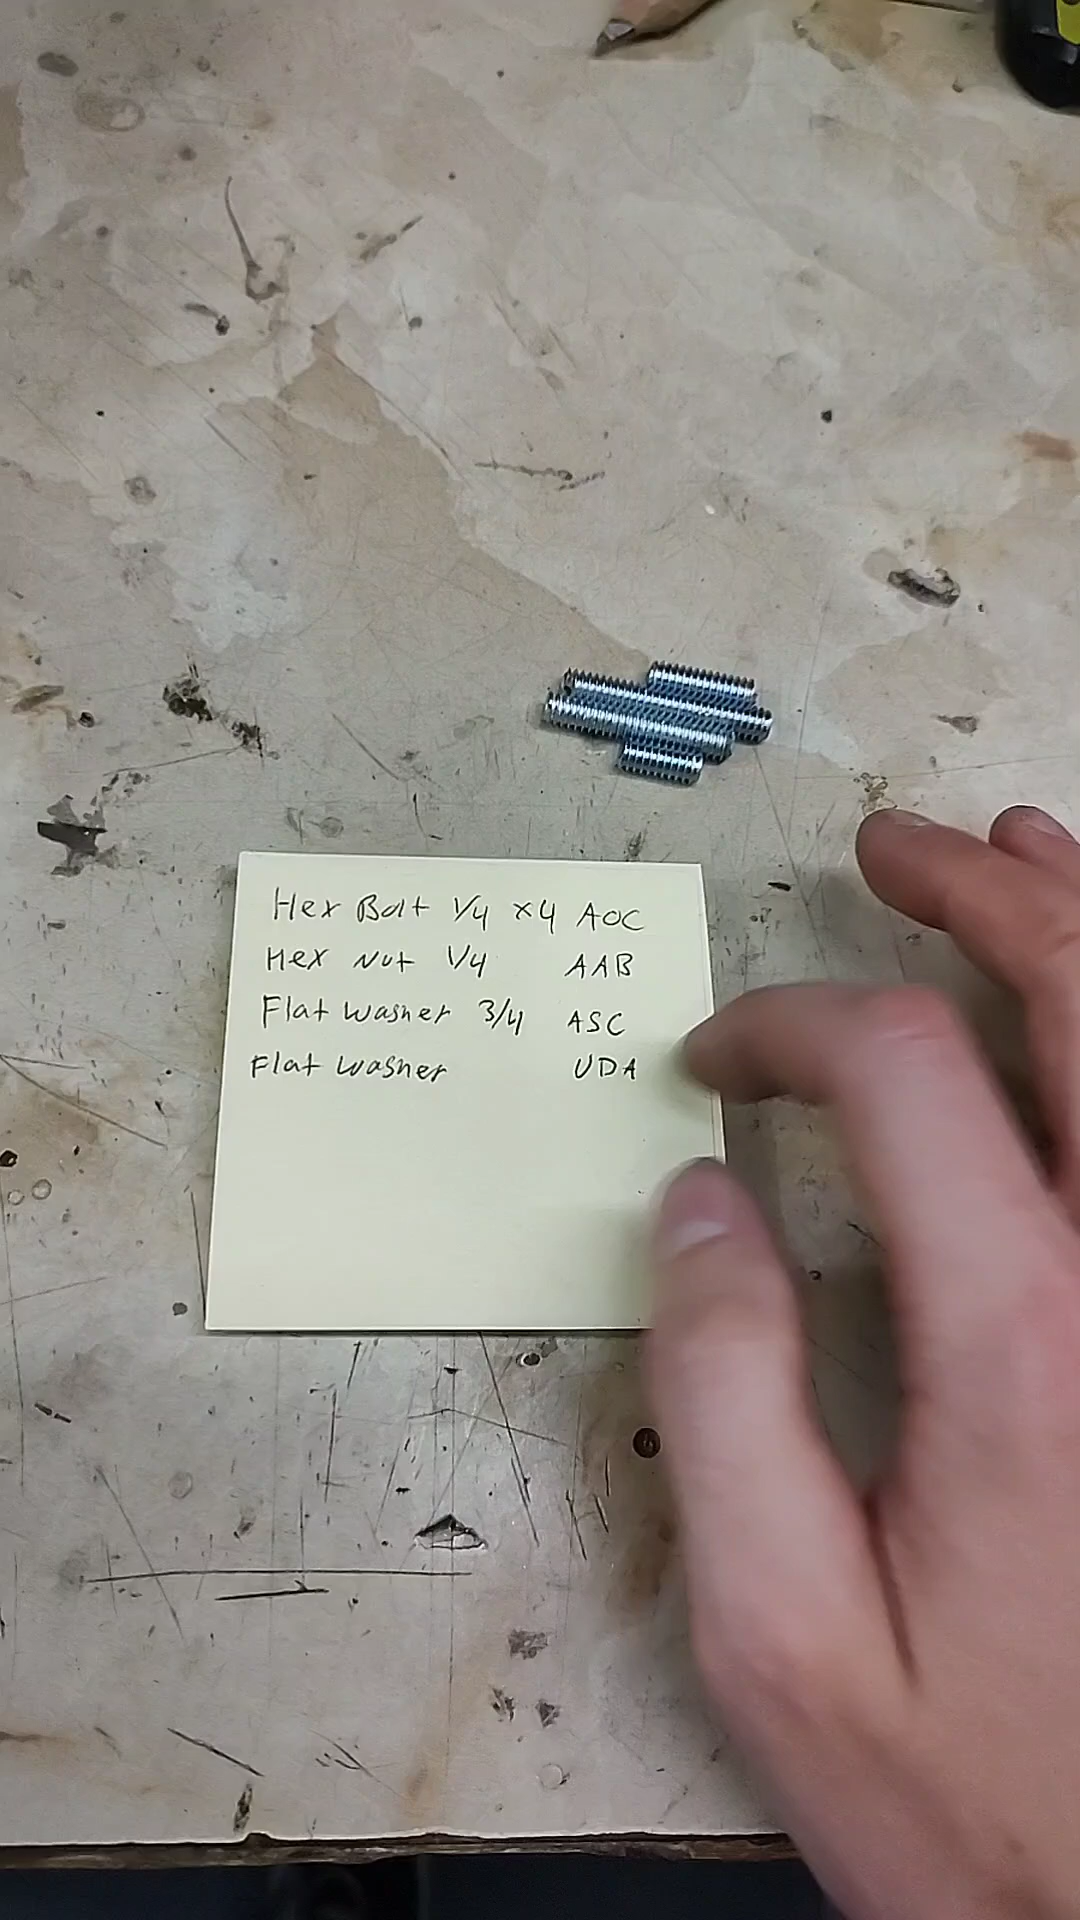 Hex Bolt 1/4 x4 AOC
Hex Nut 1/4 AAB
Flat Washer 3/4 ASC
Flat Washer UDA